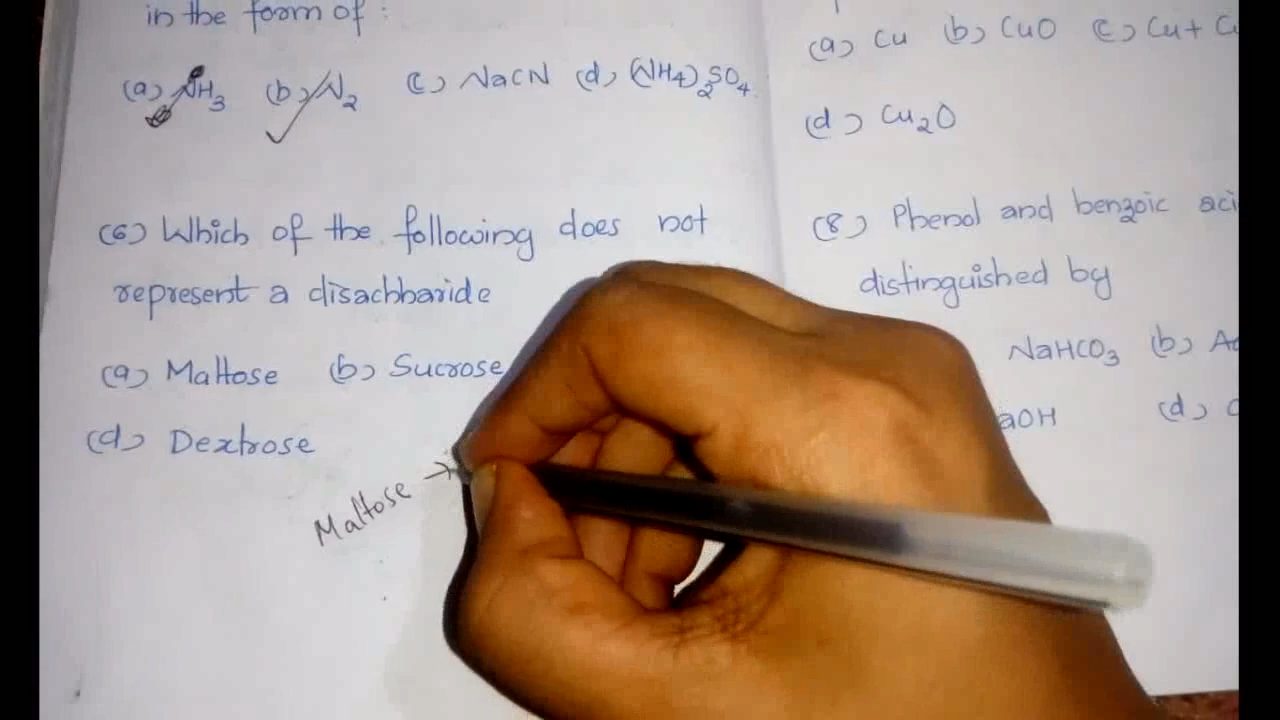 in the form of :
(a) NH3 (b) N2 (c) NaCN (d) (NH4)2SO4
(6) Which of the following does not
represent a disachharide
(a) Maltose (b) Sucrose
(d) Dextrose
Maltose →
(a) Cu (b) CuO (c) Cu +
(d) Cu2O
(8) Phenol and benzoic
distinguished by
NaHCO3 (b)
(d)